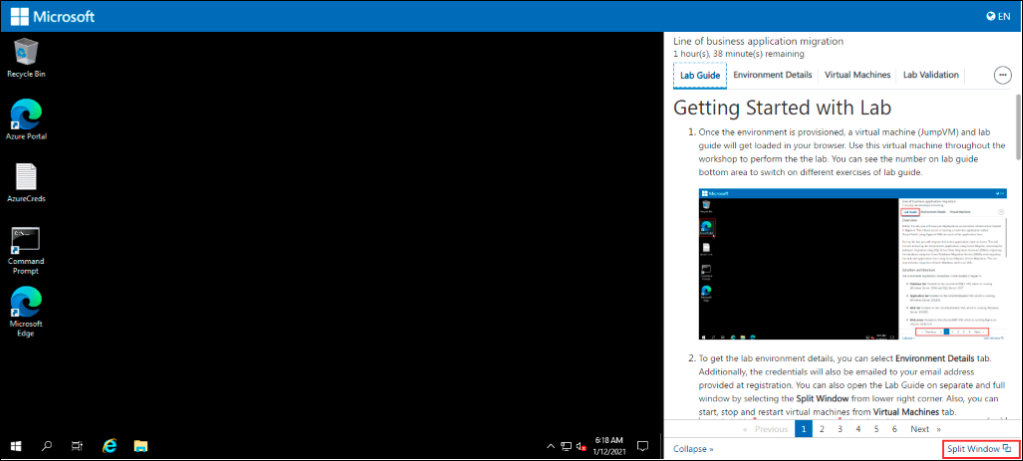 Microsoft
EN
Recycle Bin
Azure Portal
AzureCreds
Command
Prompt
Microsoft
Edge
6:18 AM
1/12/2021
Line of business application migration
1 hour(s), 38 minute(s) remaining
Lab Guide Environment Details Virtual Machines Lab Validation
Getting Started with Lab
1. Once the environment is provisioned, a virtual machine (JumpVM) and lab
guide will get loaded in your browser. Use this virtual machine throughout the
workshop to perform the the lab. You can see the number on lab guide
bottom area to switch on different exercises of lab guide.
Microsoft
Lab Guide Environment Details Virtual Machines
2. To get the lab environment details, you can select Environment Details tab.
Additionally, the credentials will also be emailed to your email address
provided at registration. You can also open the Lab Guide on separate and full
window by selecting the Split Window from lower right corner. Also, you can
start, stop and restart virtual machines from Virtual Machines tab.
« Previous 1 2 3 4 5 6 Next »
Collapse » Split Window